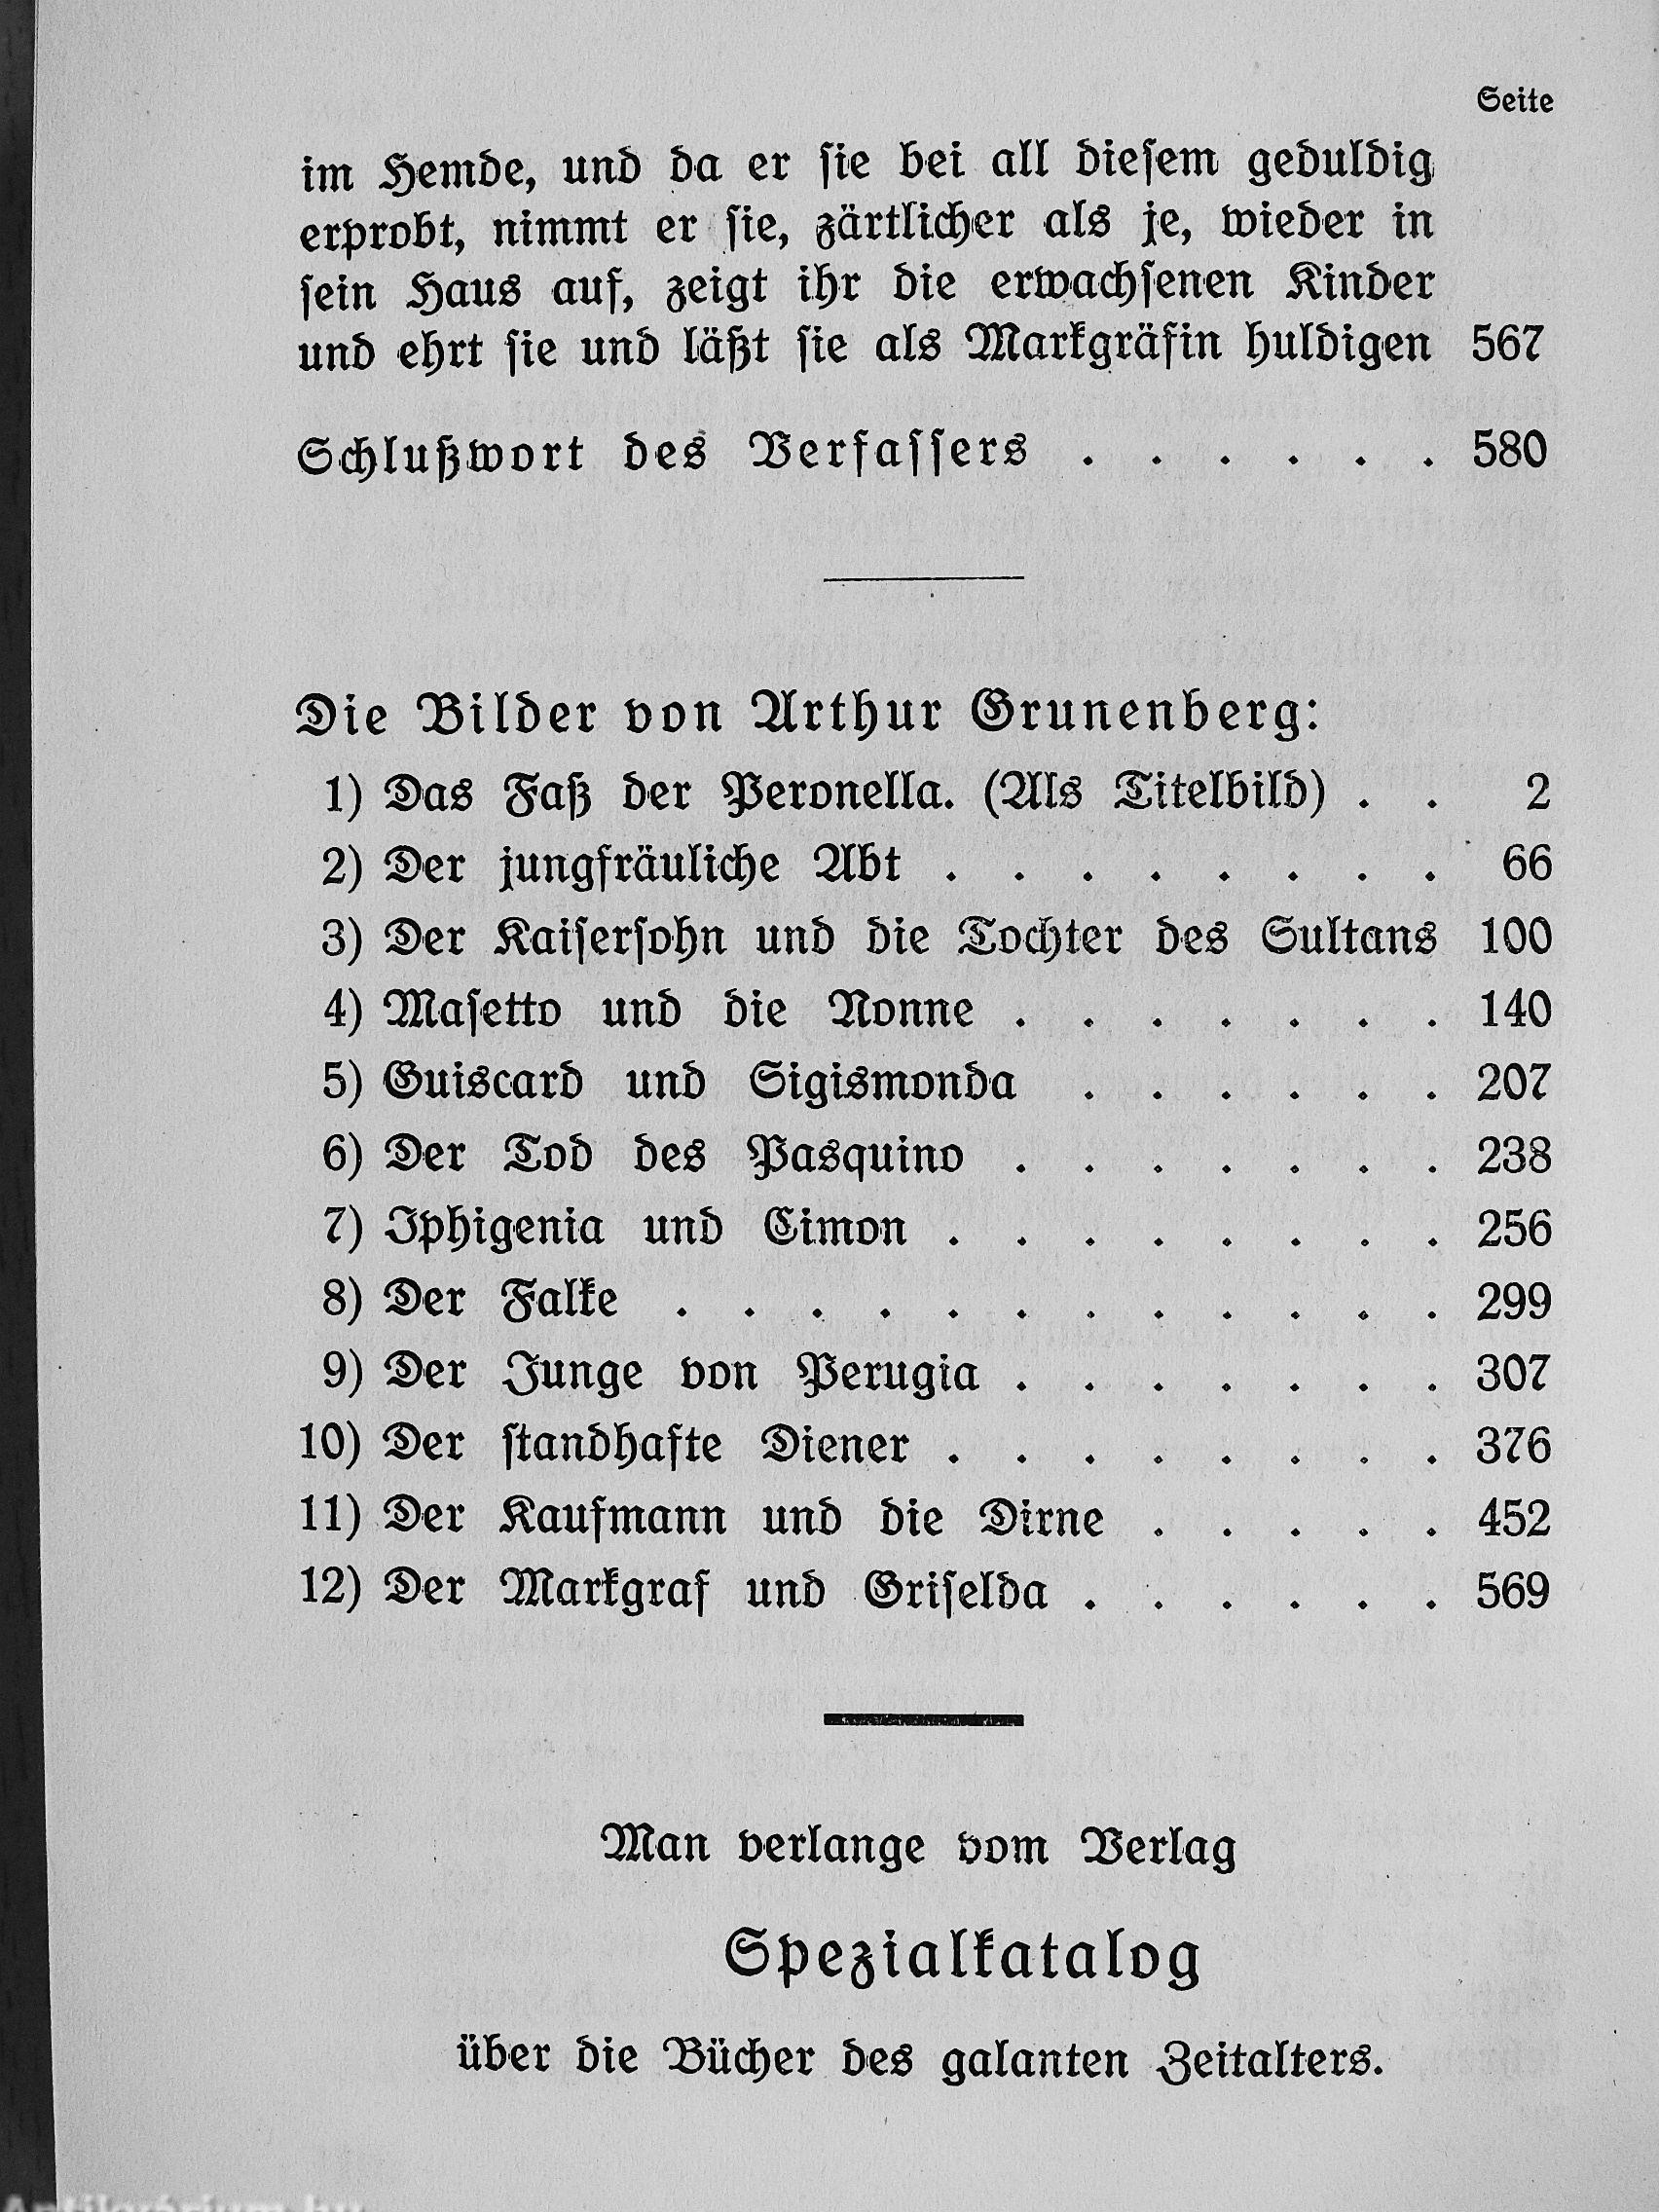 Seite
im Hemde, und da er ſie bei all dieſem geduldig
erprobt, nimmt er ſie, zärtlicher als je, wieder in
ſein Haus auf, zeigt ihr die erwachſenen Kinder
und ehrt ſie und läßt ſie als Markgräfin huldigen 567
Schlußwort des Verfaſſers . . . . . . 580
Die Bilder von Arthur Grunenberg:
1) Das Faß der Peronella. (Als Titelbild) . . 2
2) Der jungfräuliche Abt . . . . . . . . 66
3) Der Kaiſerſohn und die Tochter des Sultans 100
4) Maſetto und die Nonne . . . . . . . 140
5) Guiscard und Sigismonda . . . . . . 207
6) Der Tod des Pasquino . . . . . . . 238
7) Iphigenia und Cimon . . . . . . . . 256
8) Der Falke . . . . . . . . . . . . 299
9) Der Junge von Perugia . . . . . . . 307
10) Der ſtandhafte Diener . . . . . . . . 376
11) Der Kaufmann und die Dirne . . . . . 452
12) Der Markgraf und Griſelda . . . . . . 569
Man verlange vom Verlag
Spezialkatalog
über die Bücher des galanten Zeitalters.